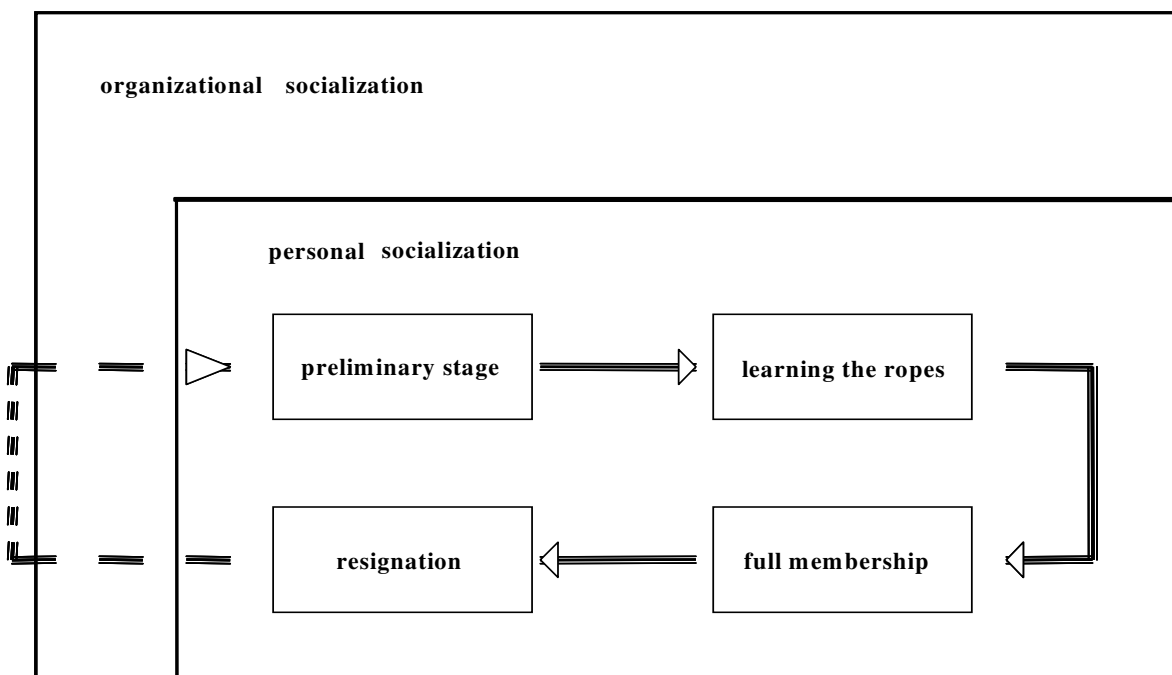 organizational socialization
personal socialization
preliminary stage
learning the ropes
resignation
full membership